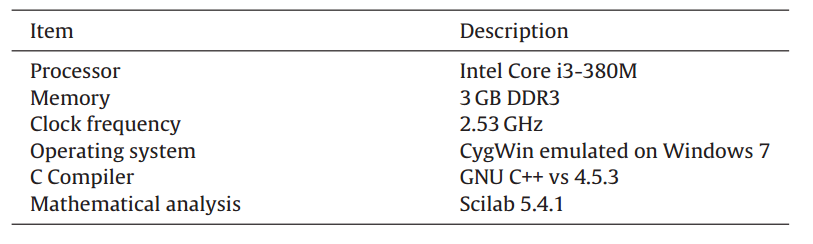 Item Description
Processor Intel Core i3-380M
Memory 3 GB DDR3
Clock frequency 2.53 GHz
Operating system CygWin emulated on Windows 7
C Compiler GNU C++ vs 4.5.3
Mathematical analysis Scilab 5.4.1